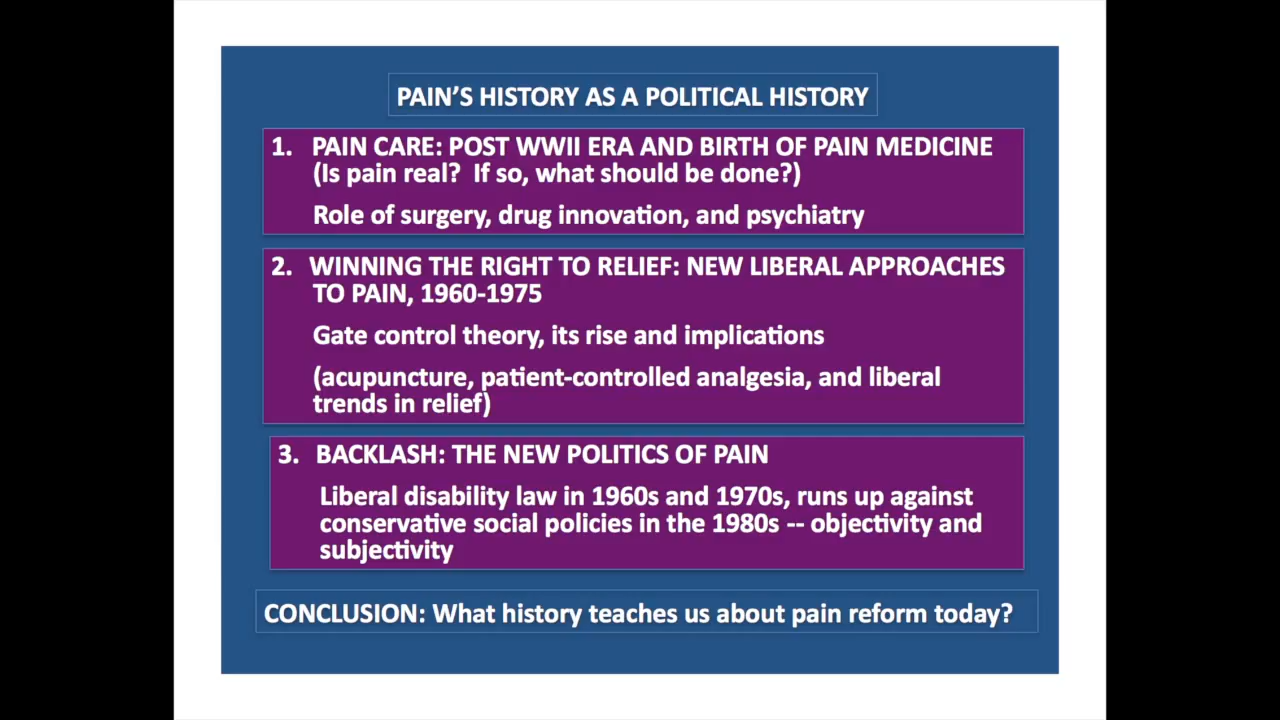 PAIN'S HISTORY AS A POLITICAL HISTORY
1. PAIN CARE: POST WWII ERA AND BIRTH OF PAIN MEDICINE
(Is pain real? If so, what should be done?)
Role of surgery, drug innovation, and psychiatry
2. WINNING THE RIGHT TO RELIEF: NEW LIBERAL APPROACHES
TO PAIN, 1960-1975
Gate control theory, its rise and implications
(acupuncture, patient-controlled analgesia, and liberal
trends in relief)
3. BACKLASH: THE NEW POLITICS OF PAIN
Liberal disability law in 1960s and 1970s, runs up against
conservative social policies in the 1980s -- objectivity and
subjectivity
CONCLUSION: What history teaches us about pain reform today?